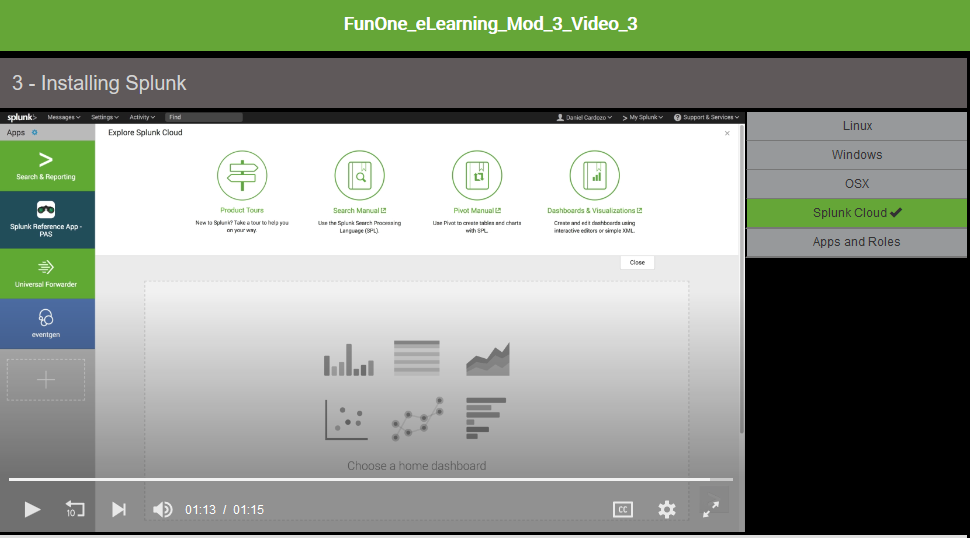 FunOne_eLearning_Mod_3_Video_3
3 - Installing Splunk
splunk> Messages Settings Activity Find Daniel Cardozo > My Splunk Support & Services
Apps
Explore Splunk Cloud
Search & Reporting
Splunk Reference App -
PAS
Universal Forwarder
eventgen
Product Tours
New to Splunk? Take a tour to help you
on your way.
Search Manual
Use the Splunk Search Processing
Language (SPL).
Pivot Manual
Use Pivot to create tables and charts
with SPL.
Dashboards & Visualizations
Create and edit dashboards using
interactive editors or simple XML.
Close
Choose a home dashboard
10
01:13 / 01:15
CC
Linux
Windows
OSX
Splunk Cloud
Apps and Roles